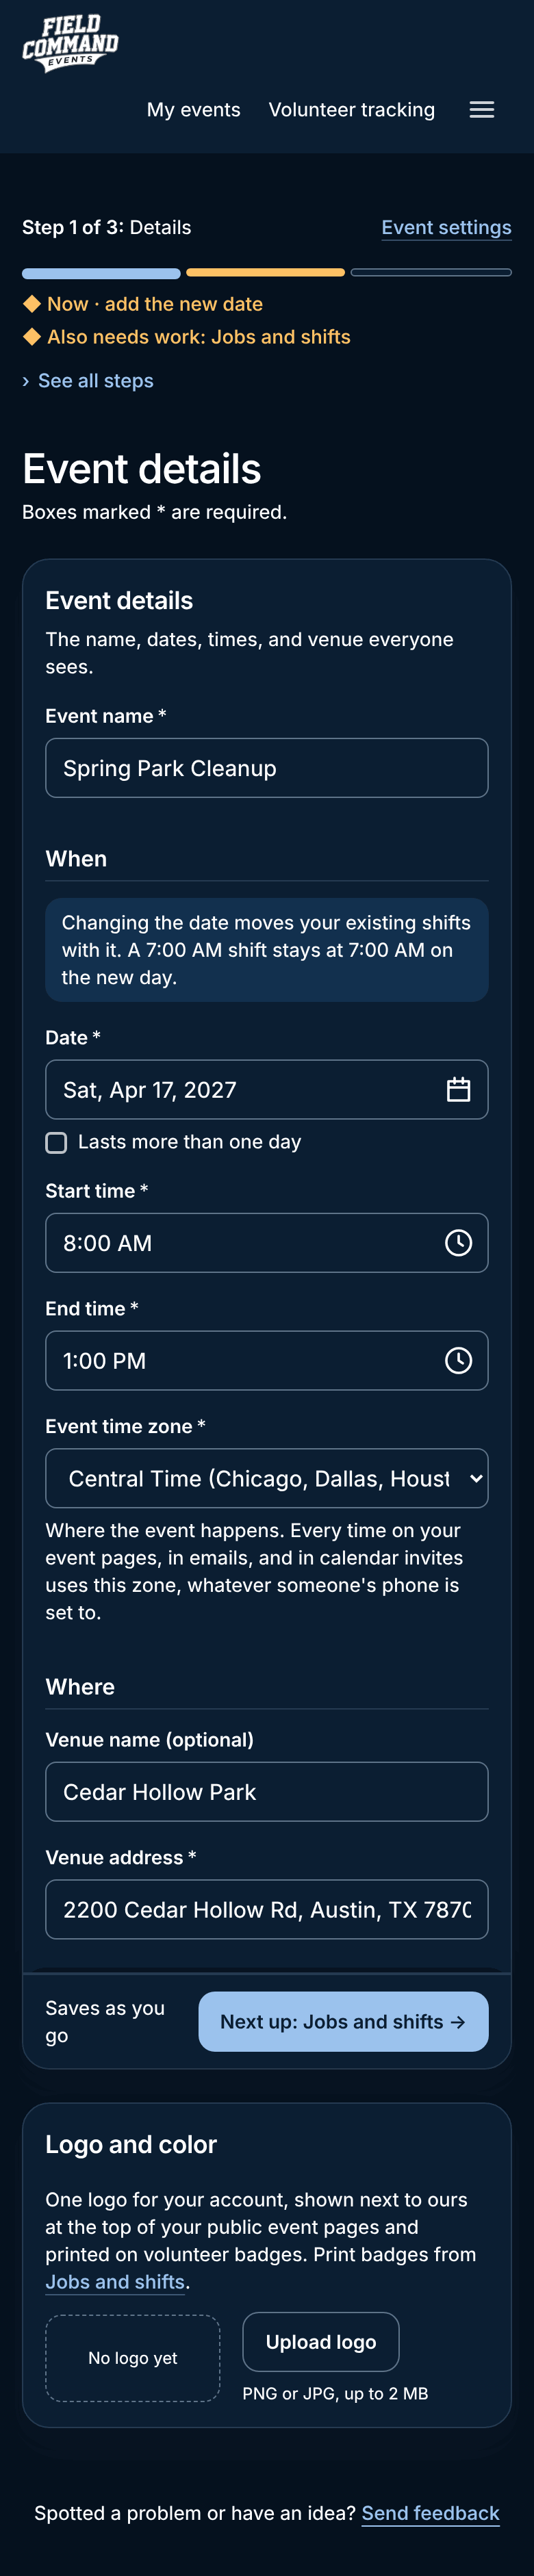 FIELD
COMMAND
EVENTS
My events
Volunteer tracking
Step 1 of 3: Details
Event settings
◆ Now · add the new date
◆ Also needs work: Jobs and shifts
› See all steps
Event details
Boxes marked * are required.
Event details
The name, dates, times, and venue everyone
sees.
Event name *
Spring Park Cleanup
When
Changing the date moves your existing shifts
with it. A 7:00 AM shift stays at 7:00 AM on
the new day.
Date *
Sat, Apr 17, 2027
Lasts more than one day
Start time *
8:00 AM
End time *
1:00 PM
Event time zone *
Central Time (Chicago, Dallas, Houst
Where the event happens. Every time on your
event pages, in emails, and in calendar invites
uses this zone, whatever someone's phone is
set to.
Where
Venue name (optional)
Cedar Hollow Park
Venue address *
2200 Cedar Hollow Rd, Austin, TX 7870
Saves as you
go
Next up: Jobs and shifts →
Logo and color
One logo for your account, shown next to ours
at the top of your public event pages and
printed on volunteer badges. Print badges from
Jobs and shifts.
No logo yet
Upload logo
PNG or JPG, up to 2 MB
Spotted a problem or have an idea? Send feedback